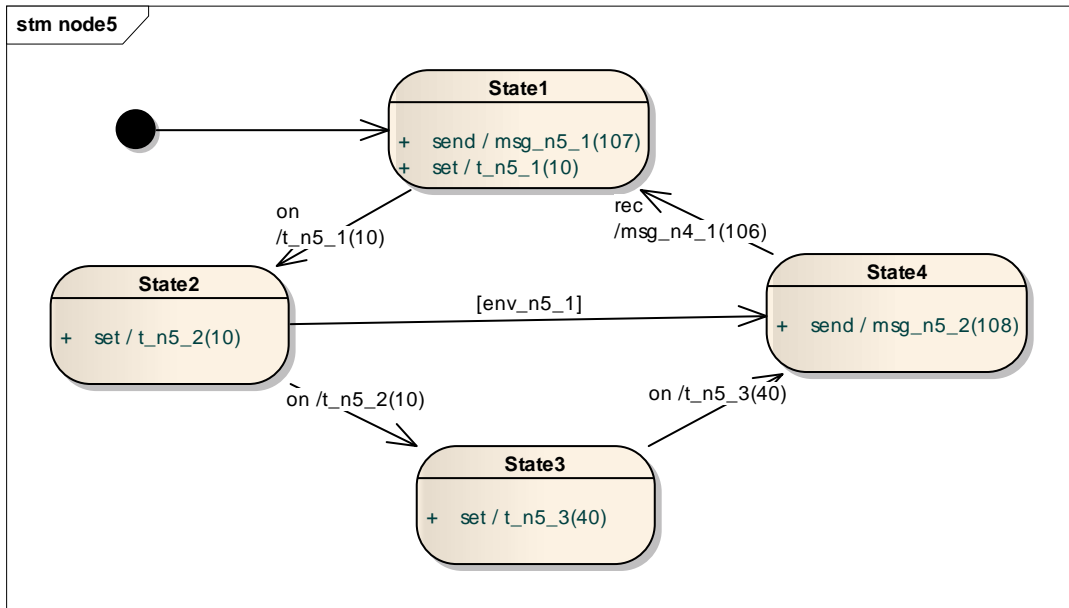 stm node5
State1
+ send / msg_n5_1(107)
+ set / t_n5_1(10)
on
/t_n5_1(10)
rec
/msg_n4_1(106)
State2
+ set / t_n5_2(10)
[env_n5_1]
State4
+ send / msg_n5_2(108)
on /t_n5_2(10)
on /t_n5_3(40)
State3
+ set / t_n5_3(40)